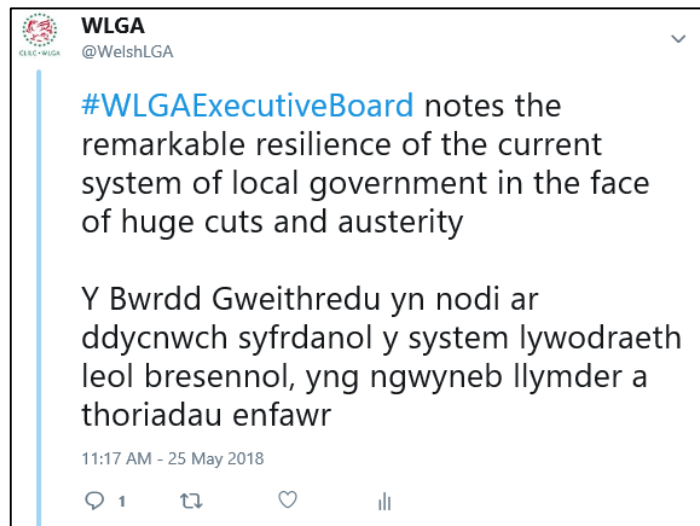 WLGA
@WelshLGA
CLILC•WLGA
#WLGAExecutiveBoard notes the
remarkable resilience of the current
system of local government in the face
of huge cuts and austerity
Y Bwrdd Gweithredu yn nodi ar
ddycnwch syfrdanol y system lywodraeth
leol bresennol, yng ngwyneb llymder a
thoriadau enfawr
11:17 AM - 25 May 2018
1